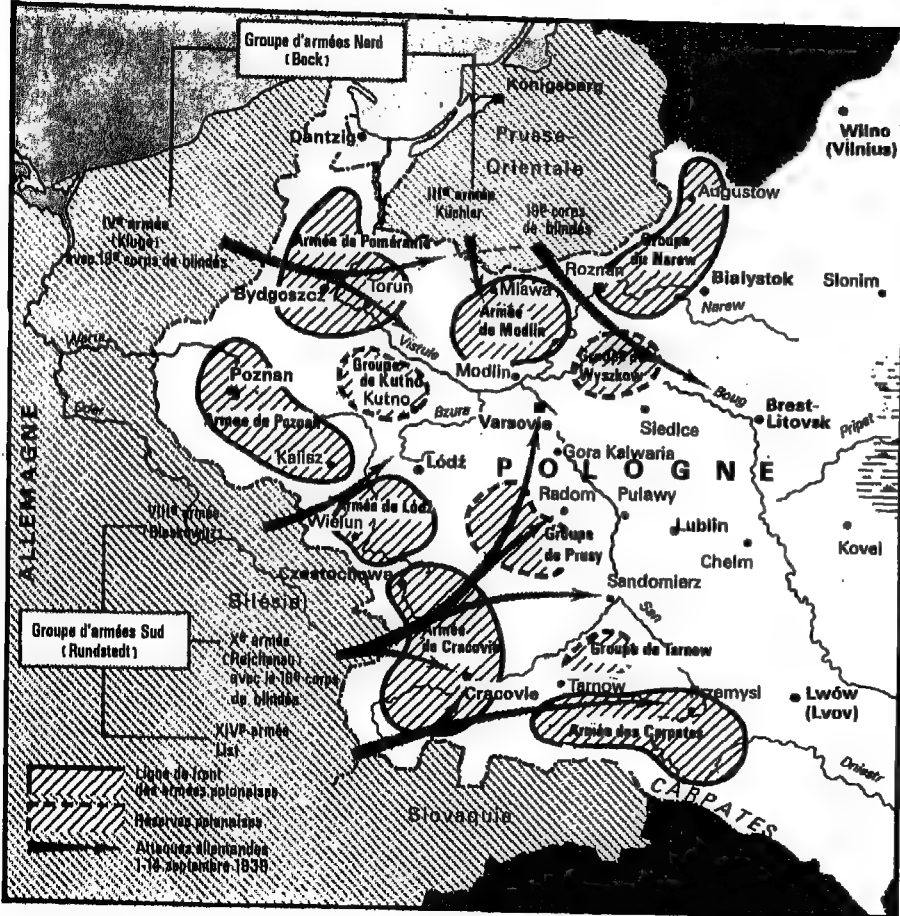 Groupe d'armées Nord
(Bock)
Königsberg
Wilno
(Vilnius)
Dantzig
Prusse-
Orientale
Augustow
IIIe armée
Küchler
19e corps
de blindés
IVe armée
(Kluge)
avec 19e corps de blindés
Armée de Poméranie
Groupe
du Narew
Roznan
Bialystok
Slonim
Torun
Mlawa
Bydgoszcz
Narew
Armée
de Modlin
Warta
Vistule
Groupe
de Kutno
Kutno
Modlin
Wyszkow
Poznan
Boug
Oder
Bzura
Brest-
Litovsk
Armée de Poznan
Varsovie
Siedlce
Pripet
Gora Kalwaria
Kalisz
Lódź
POLOGNE
ALLEMAGNE
Radom
Pulawy
VIIIe armée
(Blaskowitz)
Armée de Lódź
Wielun
Lublin
Groupe
de Prusy
Chelm
Kovel
Czestochowa
Silésie
Sandomierz
San
Groupe d'armées Sud
(Rundstedt)
Xe armée
(Reichenau)
avec le 16e corps
de blindés
Armée
de Cracovie
Groupe de Tarnow
Cracovie
Tarnow
Przemysl
Lwów
(Lvov)
XIVe armée
List
Armée des Carpates
Dniestr
Ligne de front
des armées polonaises
CARPATES
Réserves polonaises
Slovaquie
Attaques allemandes
1-14 septembre 1939